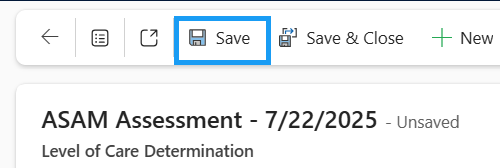 Save Save & Close New
ASAM Assessment - 7/22/2025 - Unsaved
Level of Care Determination